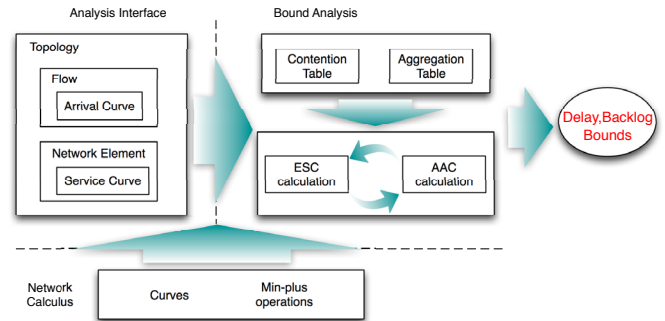 Analysis Interface
Bound Analysis
Topology
Flow
Arrival Curve
Network Element
Service Curve
Contention
Table
Aggregation
Table
ESC
calculation
AAC
calculation
Delay,Backlog
Bounds
Network
Calculus
Curves
Min-plus
operations